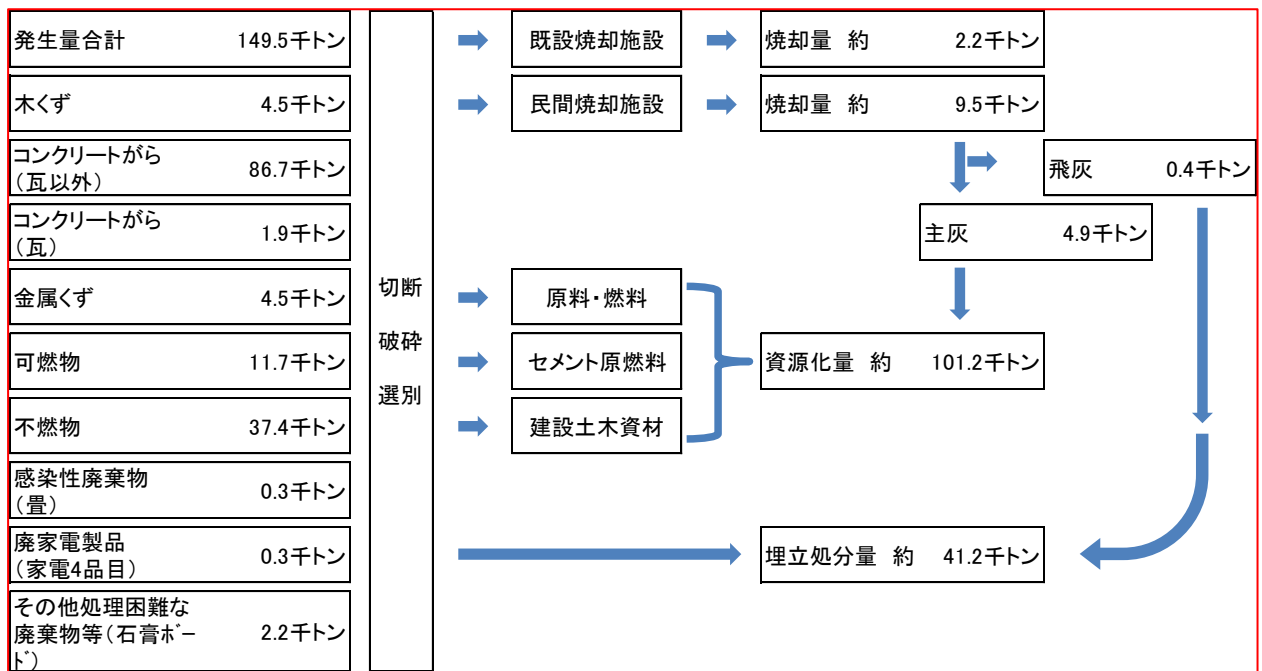 発生量合計 149.5千トン
木くず 4.5千トン
コンクリートがら
(瓦以外) 86.7千トン
コンクリートがら
(瓦) 1.9千トン
金属くず 4.5千トン
可燃物 11.7千トン
不燃物 37.4千トン
感染性廃棄物
(畳) 0.3千トン
廃家電製品
(家電4品目) 0.3千トン
その他処理困難な
廃棄物等(石膏ﾎﾞｰ
ﾄﾞ) 2.2千トン
切断
破砕
選別
既設焼却施設
焼却量 約 2.2千トン
民間焼却施設
焼却量 約 9.5千トン
飛灰 0.4千トン
主灰 4.9千トン
原料・燃料
セメント原燃料
資源化量 約 101.2千トン
建設土木資材
埋立処分量 約 41.2千トン